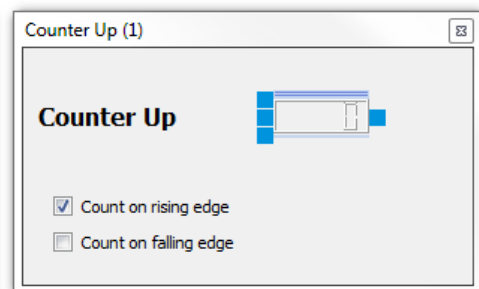 Counter Up (1)
Counter Up
Count on rising edge
Count on falling edge